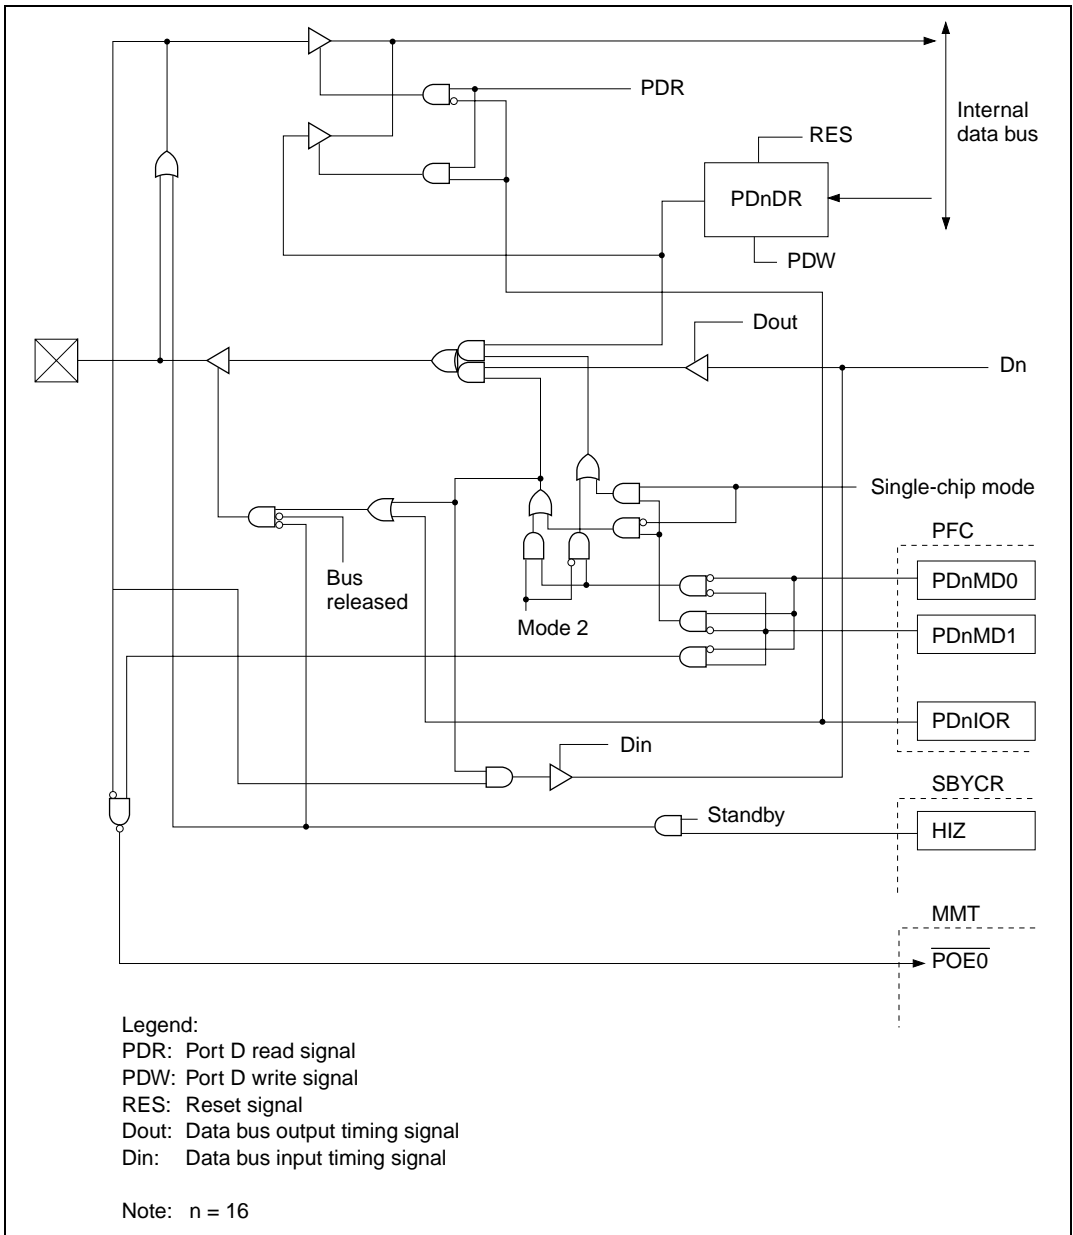 PDR
Internal
data bus
RES
PDnDR
PDW
Dout
Dn
Single-chip mode
PFC
PDnMD0
Bus
released
Mode 2
PDnMD1
PDnIOR
Din
SBYCR
Standby
HIZ
MMT
POE0
Legend:
PDR: Port D read signal
PDW: Port D write signal
RES: Reset signal
Dout: Data bus output timing signal
Din: Data bus input timing signal
Note: n = 16